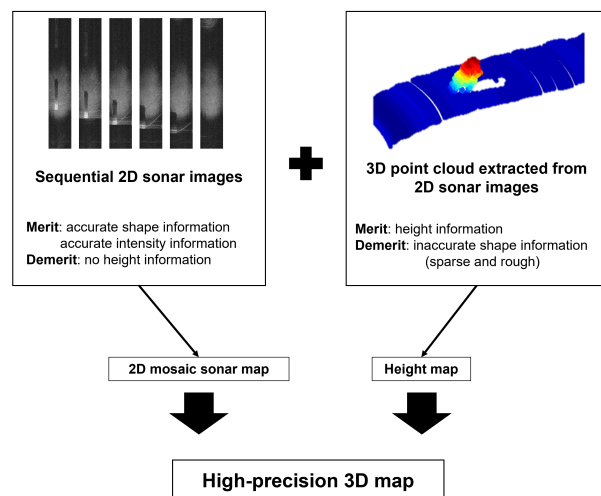 Sequential 2D sonar images
Merit: accurate shape information
accurate intensity information
Demerit: no height information
3D point cloud extracted from
2D sonar images
Merit: height information
Demerit: inaccurate shape information
(sparse and rough)
2D mosaic sonar map
Height map
High-precision 3D map